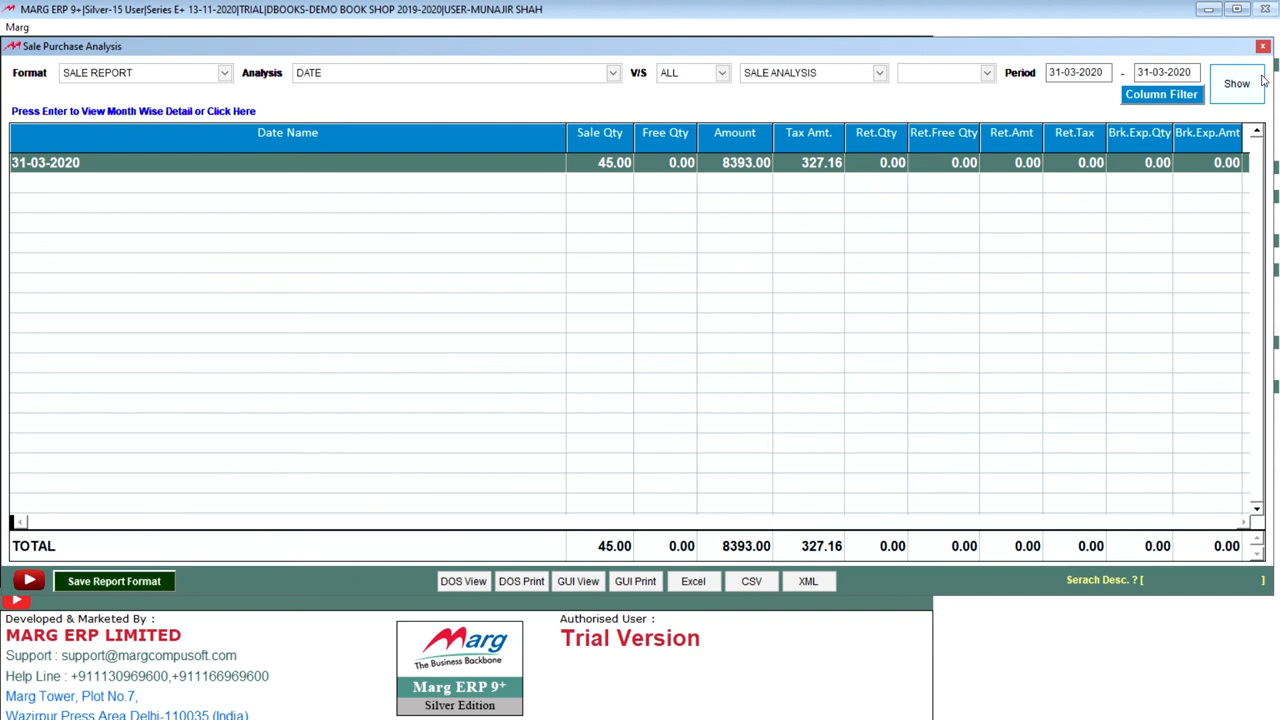 MARG ERP 9+|Silver-15 User|Series E+ 13-11-2020|TRIAL|DBOOKS-DEMO BOOK SHOP 2019-2020|USER-MUNAJIR SHAH
Marg
Sale Purchase Analysis
Format SALE REPORT Analysis DATE V/S ALL SALE ANALYSIS Period 31-03-2020 - 31-03-2020 Show
Column Filter
Press Enter to View Month Wise Detail or Click Here
Date Name Sale Qty Free Qty Amount Tax Amt. Ret.Qty Ret.Free Qty Ret.Amt Ret.Tax Brk.Exp.Qty Brk.Exp.Amt
31-03-2020 45.00 0.00 8393.00 327.16 0.00 0.00 0.00 0.00 0.00 0.00
TOTAL 45.00 0.00 8393.00 327.16 0.00 0.00 0.00 0.00 0.00 0.00
Save Report Format DOS View DOS Print GUI View GUI Print Excel CSV XML Serach Desc. ? [ ]
Developed & Marketed By :
MARG ERP LIMITED
Support : support@margcompusoft.com
Help Line : +911130969600,+911166969600
Marg Tower, Plot No.7,
Wazirpur Press Area Delhi-110035 (India)
Marg
The Business Backbone
Marg ERP 9+
Silver Edition
Authorised User :
Trial Version